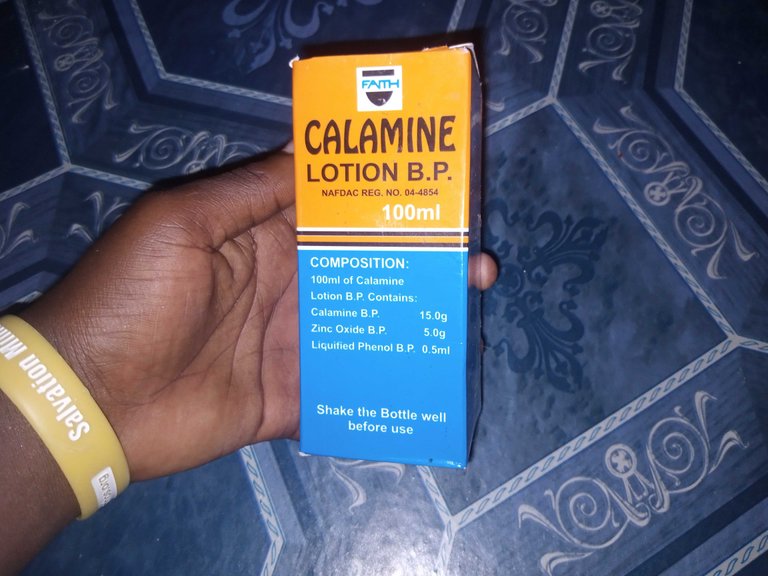 FAITH
CALAMINE
LOTION B.P.
NAFDAC REG. NO. 04-4854
100ml
COMPOSITION:
100ml of Calamine
Lotion B.P. Contains:
Calamine B.P. 15.0g
Zinc Oxide B.P. 5.0g
Liquified Phenol B.P. 0.5ml
Shake the Bottle well
before use
Salvation